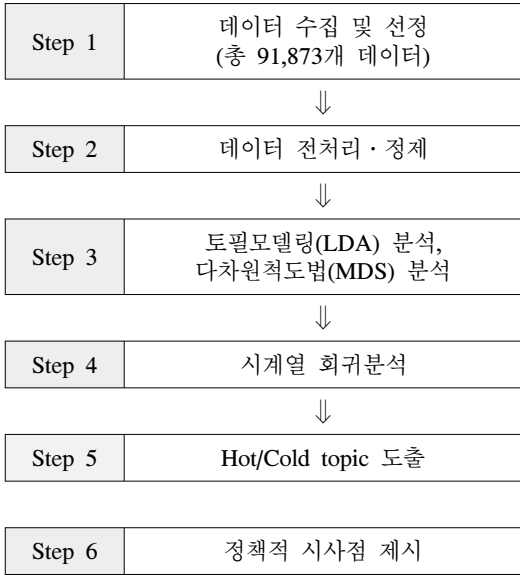 Step 1
데이터 수집 및 선정
(총 91,873개 데이터)
⇓
Step 2
데이터 전처리・정제
⇓
Step 3
토픽모델링(LDA) 분석,
다차원척도법(MDS) 분석
⇓
Step 4
시계열 회귀분석
⇓
Step 5
Hot/Cold topic 도출
Step 6
정책적 시사점 제시